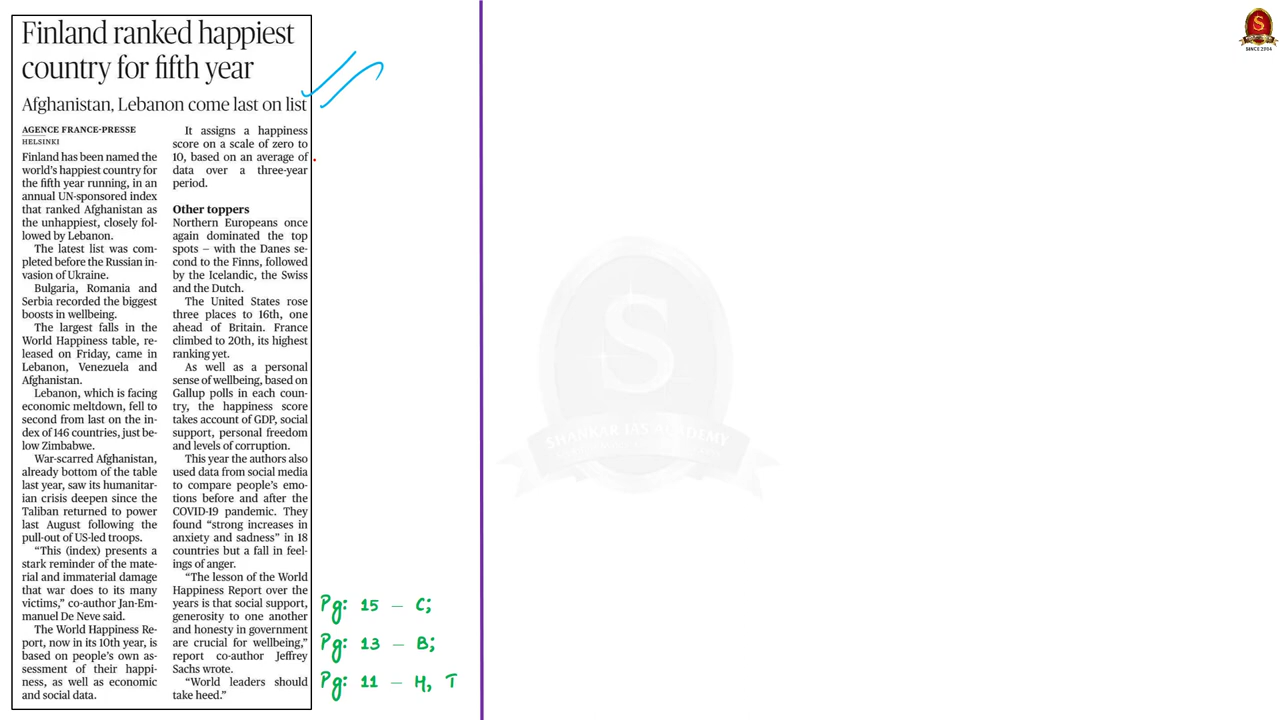 Finland ranked happiest
country for fifth year
Afghanistan, Lebanon come last on list
AGENCE FRANCE-PRESSE
HELSINKI
Finland has been named the
world's happiest country for
the fifth year running, in an
annual UN-sponsored index
that ranked Afghanistan as
the unhappiest, closely fol-
lowed by Lebanon.
The latest list was com-
pleted before the Russian in-
vasion of Ukraine.
Bulgaria, Romania and
Serbia recorded the biggest
boosts in wellbeing.
The largest falls in the
World Happiness table, re-
leased on Friday, came in
Lebanon, Venezuela and
Afghanistan.
Lebanon, which is facing
economic meltdown, fell to
second from last on the in-
dex of 146 countries, just be-
low Zimbabwe.
War-scarred Afghanistan,
already bottom of the table
last year, saw its humanitar-
ian crisis deepen since the
Taliban returned to power
last August following the
pull-out of US-led troops.
"This (index) presents a
stark reminder of the mate-
rial and immaterial damage
that war does to its many
victims," co-author Jan-Em-
manuel De Neve said.
The World Happiness Re-
port, now in its 10th year, is
based on people's own as-
sessment of their happi-
ness, as well as economic
and social data.
It assigns a happiness
score on a scale of zero to
10, based on an average of
data over a three-year
period.
Other toppers
Northern Europeans once
again dominated the top
spots – with the Danes se-
cond to the Finns, followed
by the Icelandic, the Swiss
and the Dutch.
The United States rose
three places to 16th, one
ahead of Britain. France
climbed to 20th, its highest
ranking yet.
As well as a personal
sense of wellbeing, based on
Gallup polls in each coun-
try, the happiness score
takes account of GDP, social
support, personal freedom
and levels of corruption.
This year the authors also
used data from social media
to compare people's emo-
tions before and after the
COVID-19 pandemic. They
found "strong increases in
anxiety and sadness" in 18
countries but a fall in feel-
ings of anger.
"The lesson of the World
Happiness Report over the
years is that social support,
generosity to one another
and honesty in government
are crucial for wellbeing,"
report co-author Jeffrey
Sachs wrote.
"World leaders should
take heed."
Pg: 15 – C;
Pg: 13 – B;
Pg: 11 – H, T
S
SHANKAR IAS ACADEMY
S
SINCE 2004